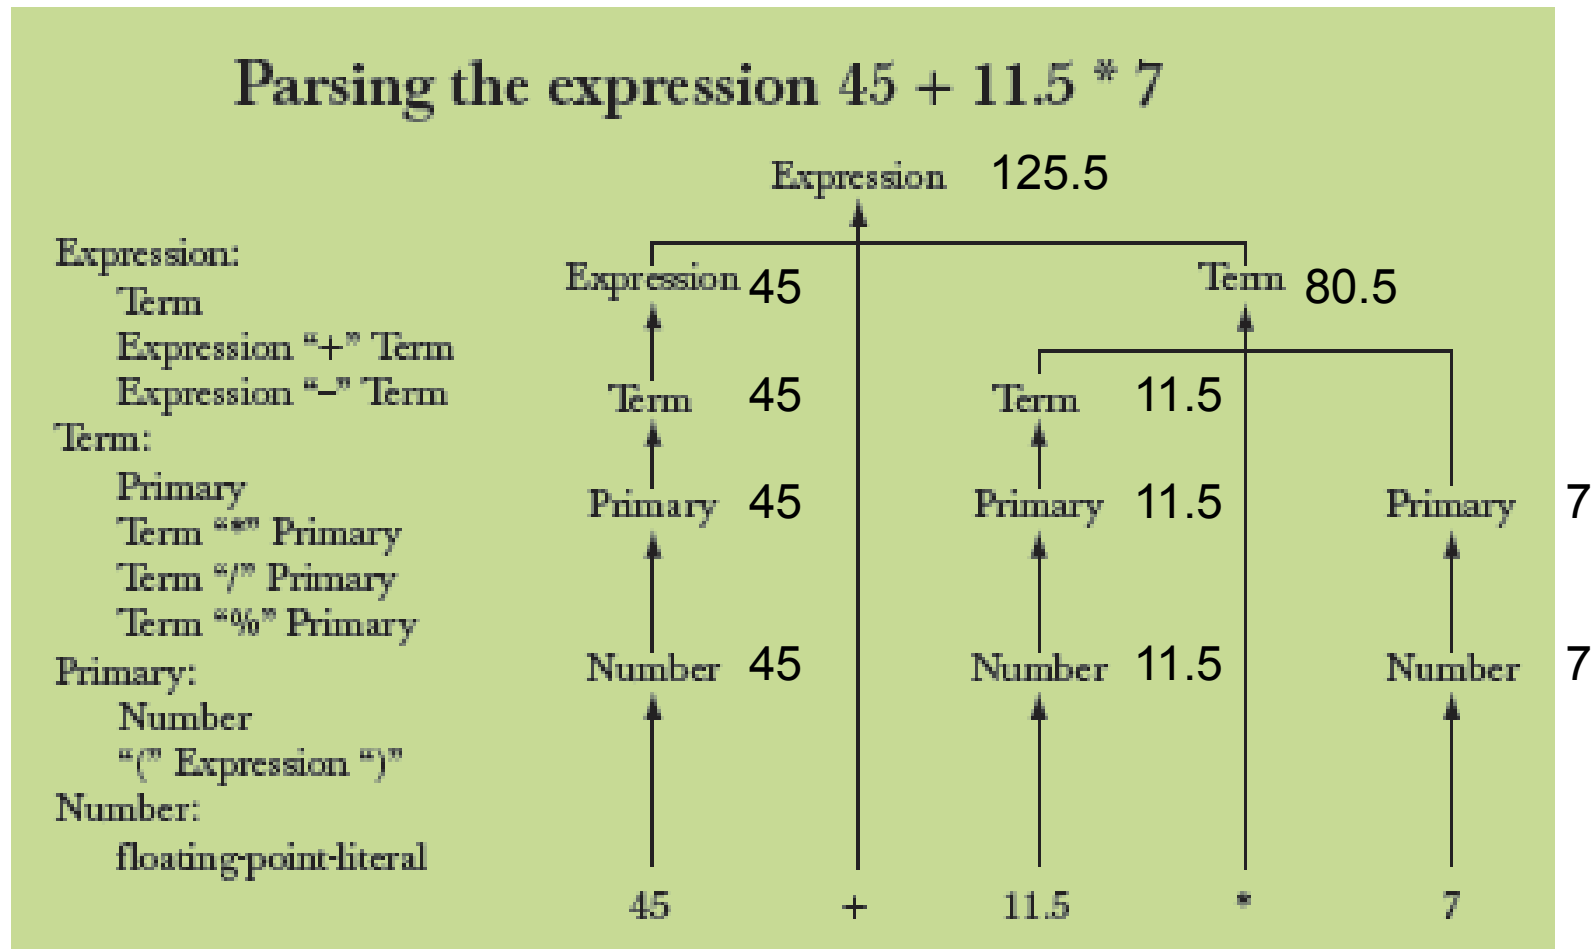 Parsing the expression 45 + 11.5 * 7
Expression 125.5
Expression:
Term
Expression “+” Term
Expression “–” Term
Term:
Primary
Term “*” Primary
Term “/” Primary
Term “%” Primary
Primary:
Number
“(” Expression “)”
Number:
floating-point-literal
Expression 45 Term 80.5
Term 45 Term 11.5
Primary 45 Primary 11.5 Primary 7
Number 45 Number 11.5 Number 7
45 + 11.5 * 7